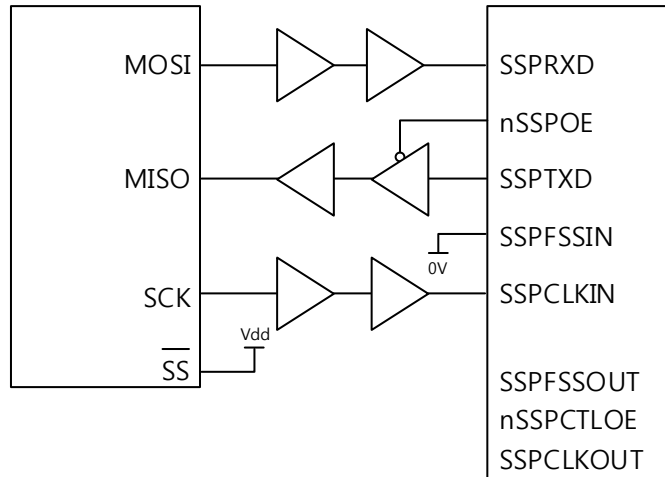 MOSI
SSPRXD
nSSPOE
MISO
SSPTXD
SSPFSSIN
0V
SCK
SSPCLKIN
Vdd
SS
SSPFSSOUT
nSSPCTLOE
SSPCLKOUT